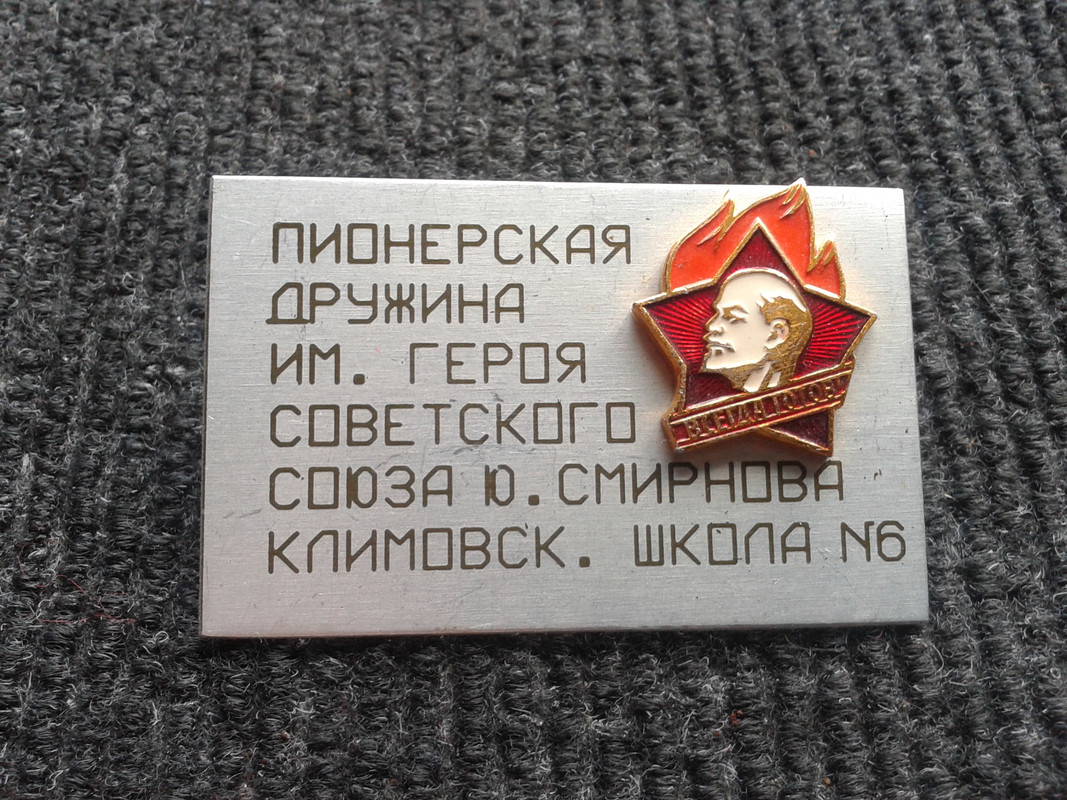 ПИОНЕРСКАЯ
ДРУЖИНА
ИМ. ГЕРОЯ
СОВЕТСКОГО
СОЮЗА Ю. СМИРНОВА
КЛИМОВСК. ШКОЛА N6
ВСЕГДА ГОТОВ!